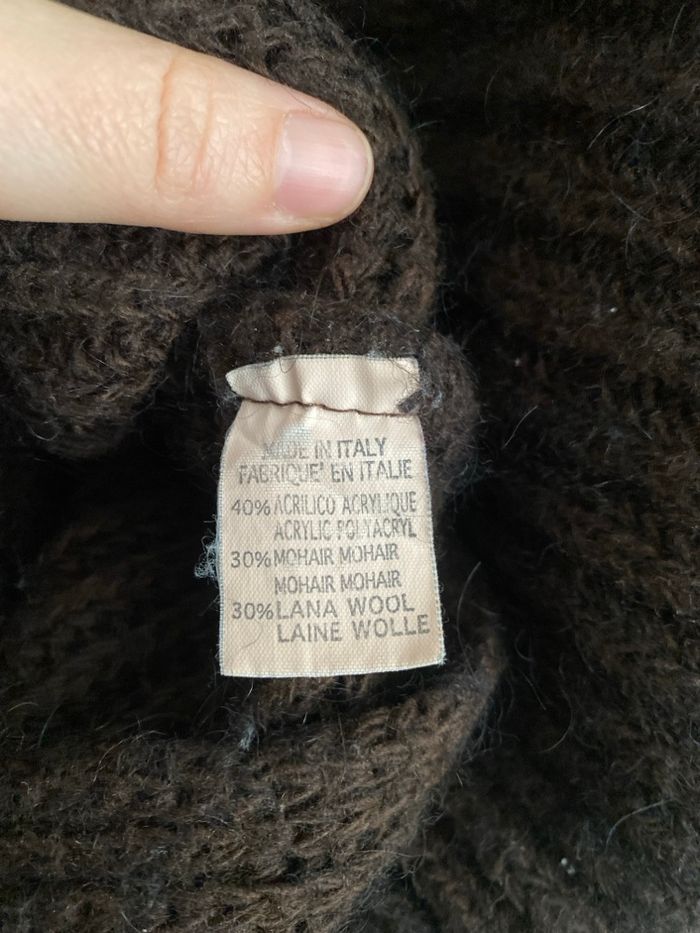 MADE IN ITALY
FABRIQUE' EN ITALIE
40% ACRILICO ACRYLIQUE
ACRYLIC POLYACRYL
30% MOHAIR MOHAIR
MOHAIR MOHAIR
30% LANA WOOL
LAINE WOLLE